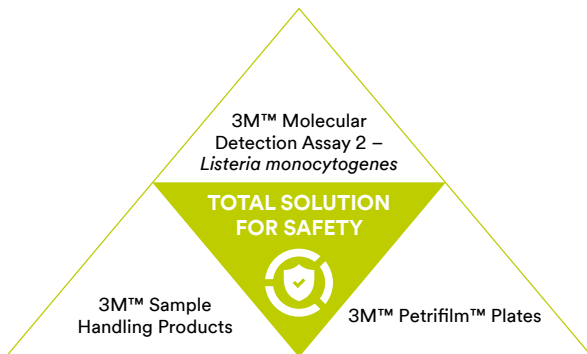 3M™ Molecular
Detection Assay 2 –
Listeria monocytogenes
TOTAL SOLUTION
FOR SAFETY
3M™ Sample
Handling Products
3M™ Petrifilm™ Plates